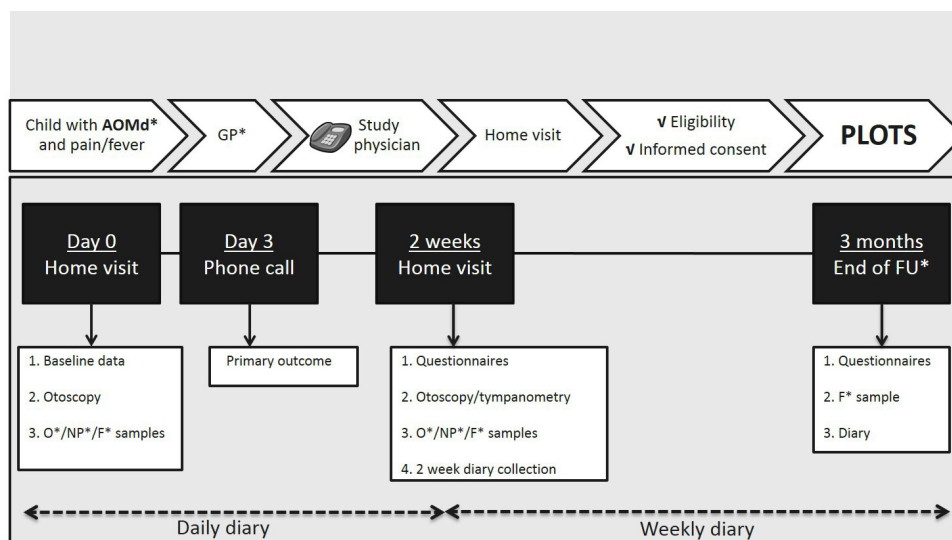 Child with AOMd*
and pain/fever
GP*
Study
physician
Home visit
√ Eligibility
√ Informed consent
PLOTS
Day 0
Home visit
Day 3
Phone call
2 weeks
Home visit
3 months
End of FU*
1. Baseline data
2. Otoscopy
3. O*/NP*/F* samples
Primary outcome
1. Questionnaires
2. Otoscopy/tympanometry
3. O*/NP*/F* samples
4. 2 week diary collection
1. Questionnaires
2. F* sample
3. Diary
Daily diary
Weekly diary